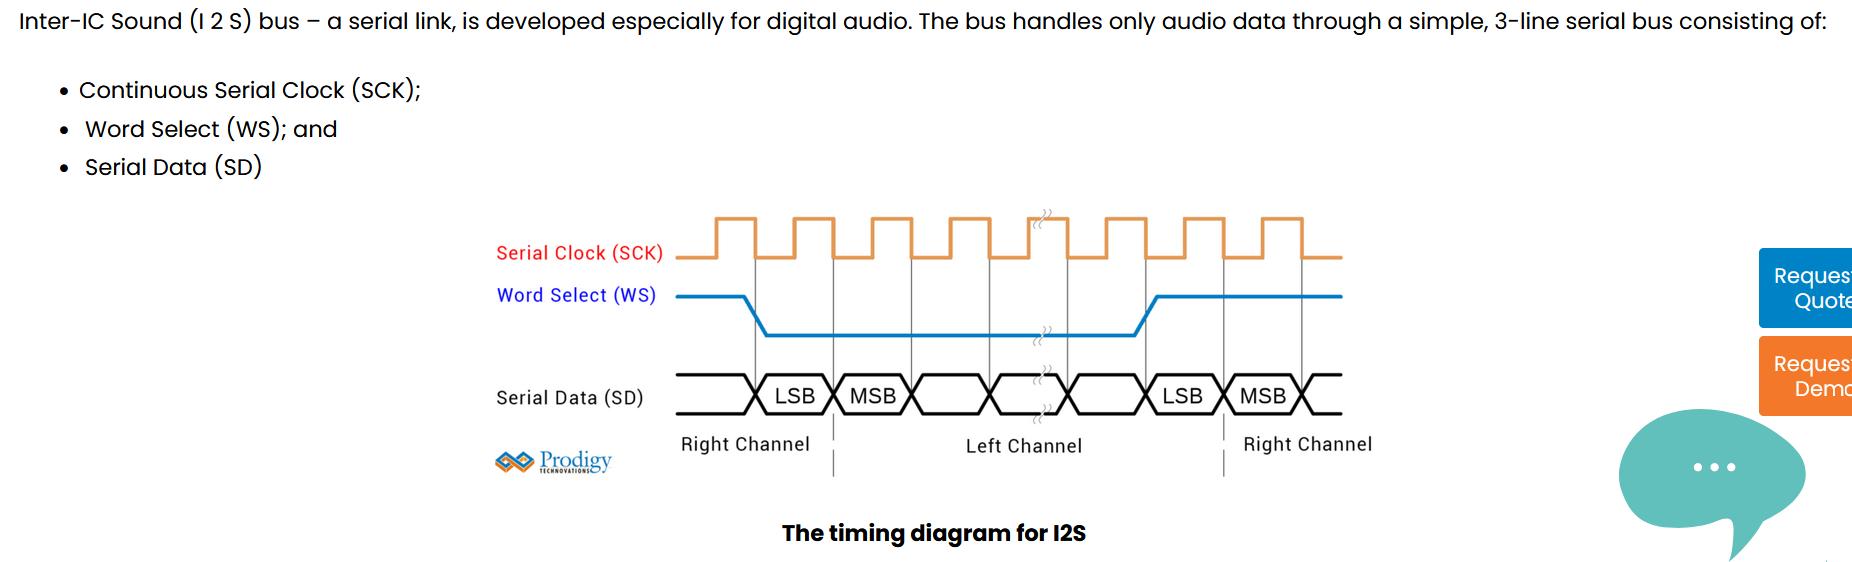 Inter-IC Sound (I 2 S) bus – a serial link, is developed especially for digital audio. The bus handles only audio data through a simple, 3-line serial bus consisting of:
• Continuous Serial Clock (SCK);
• Word Select (WS); and
• Serial Data (SD)
Serial Clock (SCK)
Word Select (WS)
Serial Data (SD)
LSB MSB LSB MSB
Right Channel Left Channel Right Channel
Prodigy
TECHNOVATIONS
The timing diagram for I2S
Reques
Quote
Reques
Demo